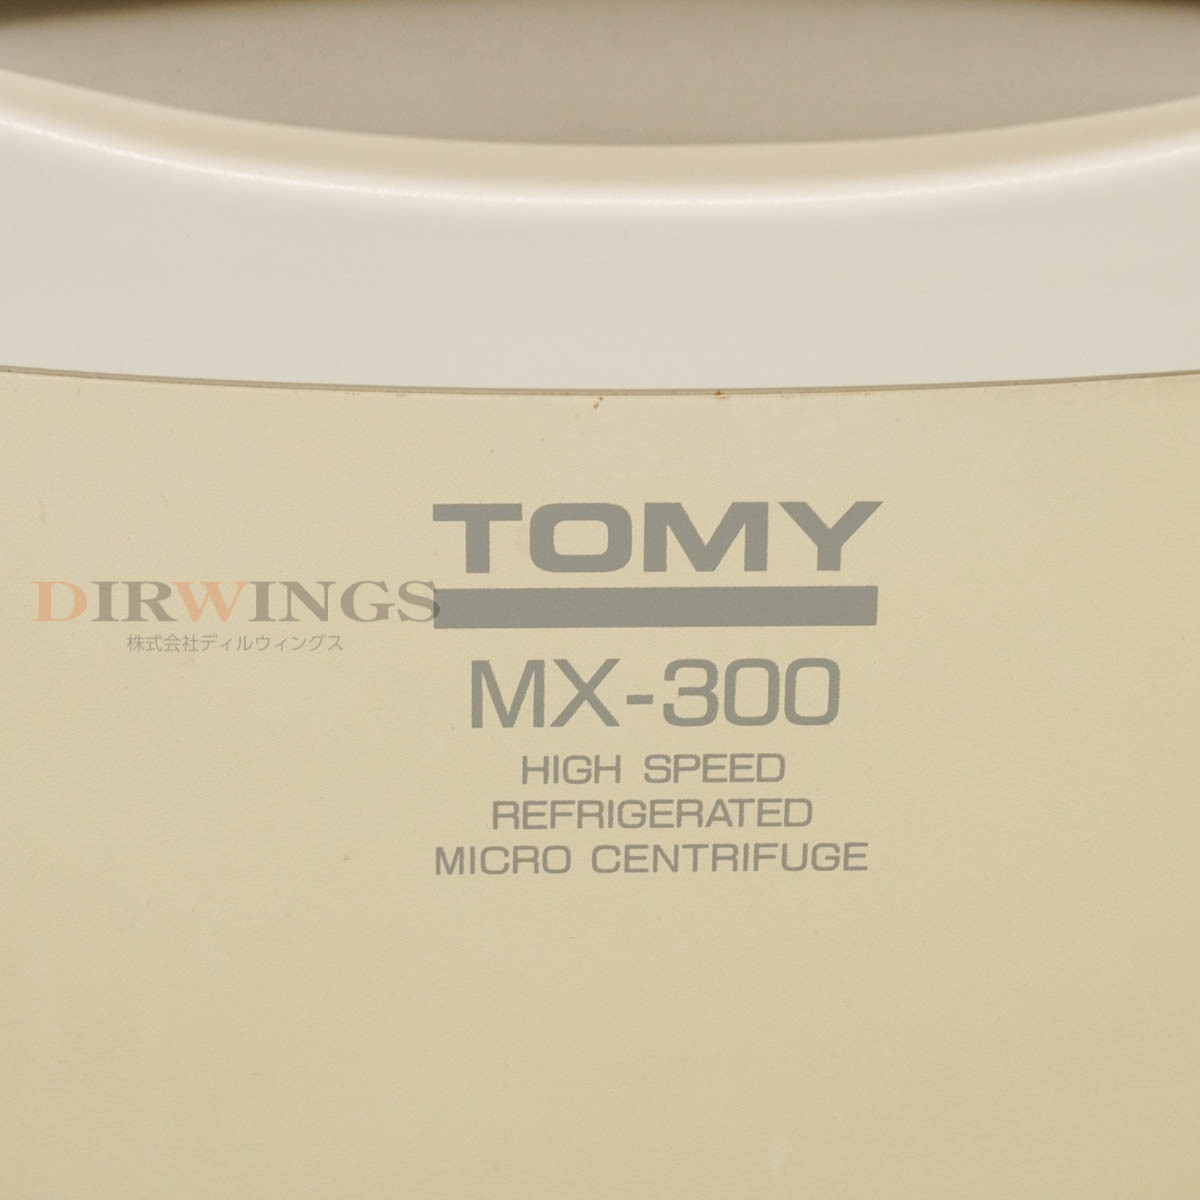 TOMY
DIRWINGS
株式会社ディルウィングス
MX-300
HIGH SPEED
REFRIGERATED
MICRO CENTRIFUGE